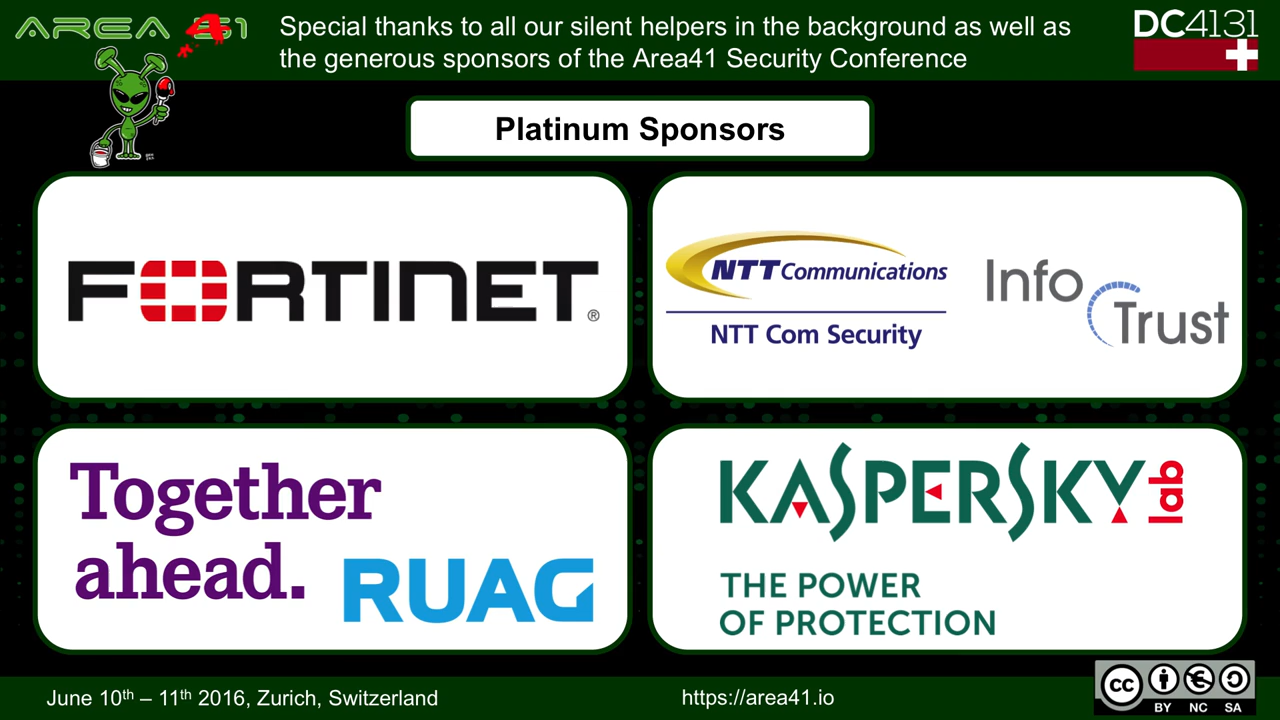 AREA 41
Special thanks to all our silent helpers in the background as well as
the generous sponsors of the Area41 Security Conference
DC4131
Platinum Sponsors
FORTINET®
NTT Communications
NTT Com Security
Info
Trust
Together
ahead.
RUAG
KASPERSKY lab
THE POWER
OF PROTECTION
June 10th – 11th 2016, Zurich, Switzerland
https://area41.io
cc
BY NC SA